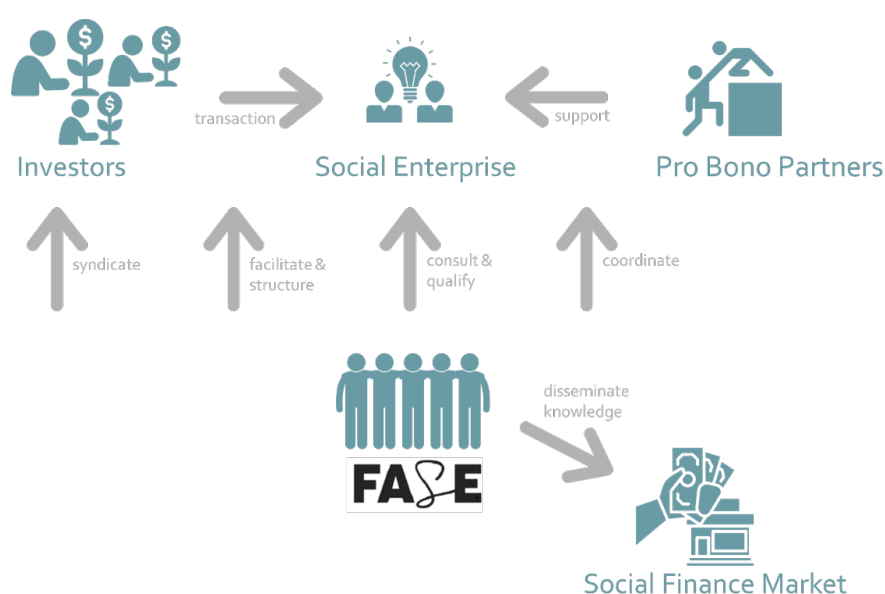 $
$
$
transaction
support
Investors
Social Enterprise
Pro Bono Partners
syndicate
facilitate &
structure
consult &
qualify
coordinate
disseminate
knowledge
FASE
Social Finance Market